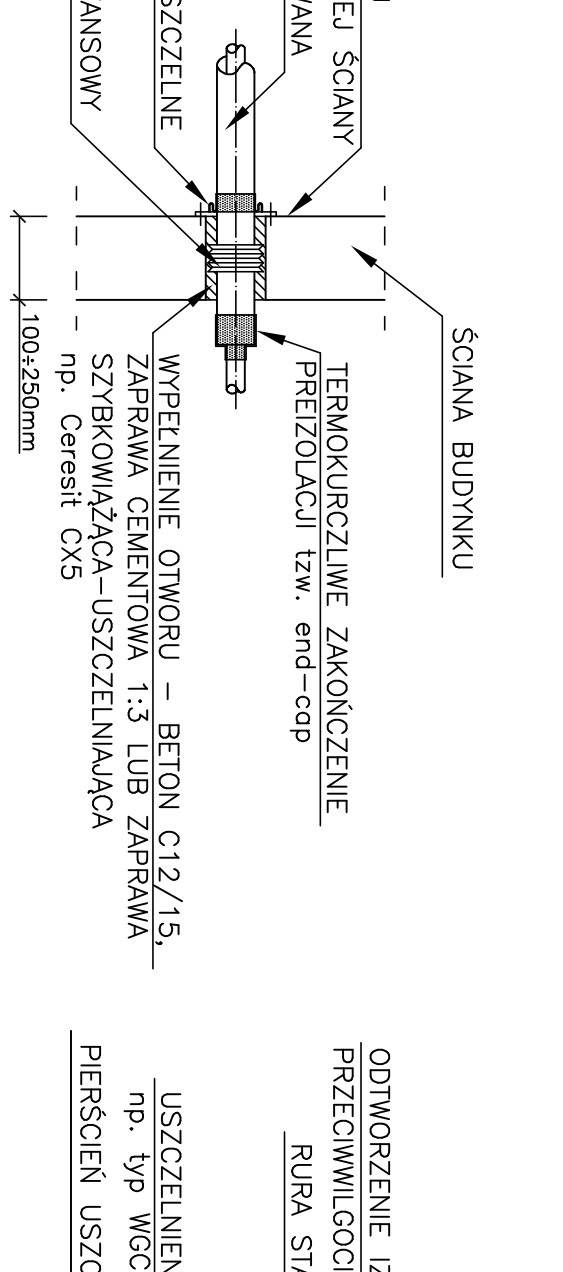 EJ ŚCIANY
WANA
SZCZELNE
ANSOWY
ŚCIANA BUDYNKU
TERMOKURCZLIWE ZAKOŃCZENIE
PREIZOLACJI tzw. end-cap
WYPEŁNIENIE OTWORU – BETON C12/15,
ZAPRAWA CEMENTOWA 1:3 LUB ZAPRAWA
SZYBKOWIĄŻĄCA-USZCZELNIAJĄCA
np. Ceresit CX5
100÷250mm
ODTWORZENIE IZ
PRZECIWWILGOCI
RURA STA
USZCZELNIEN
np. typ WGC
PIERŚCIEŃ USZC